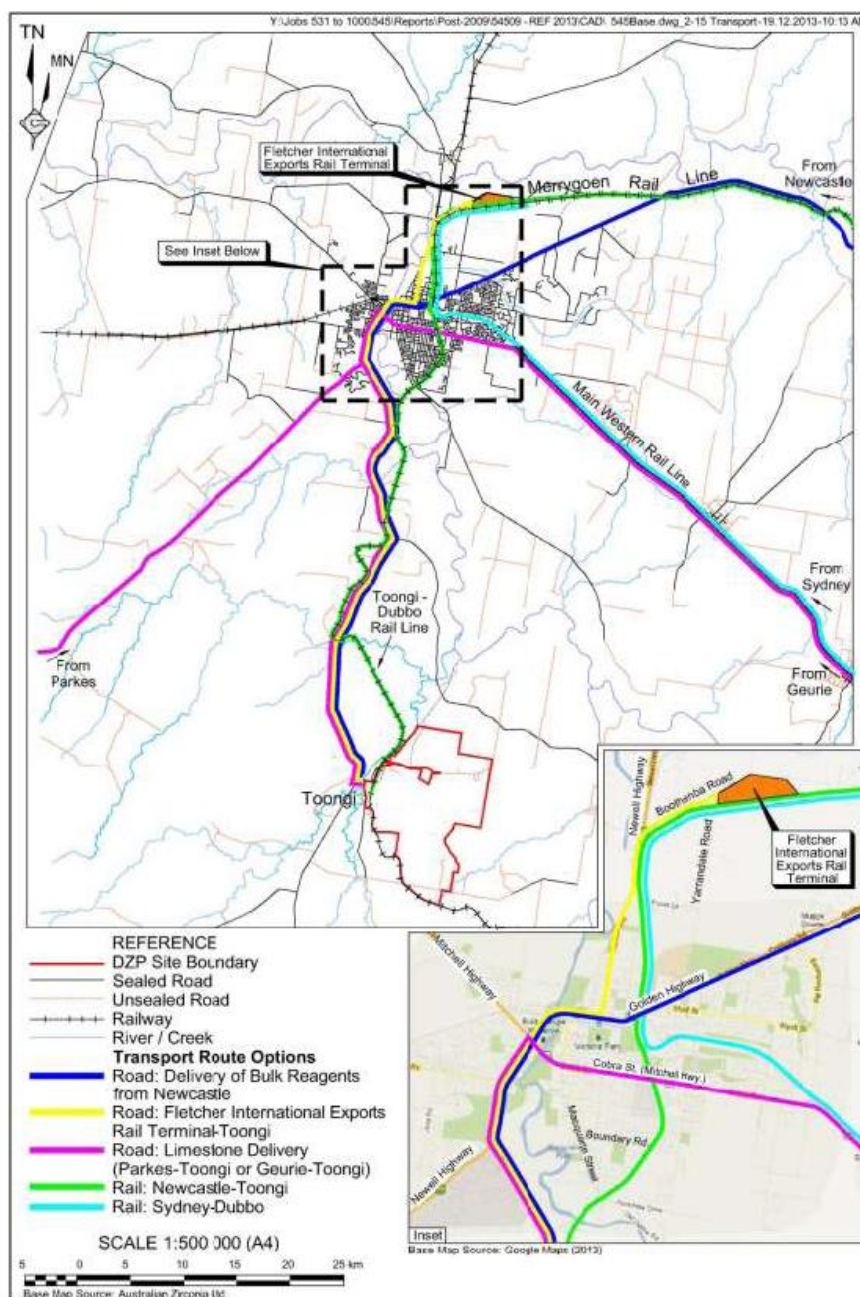 Y:\Jobs 531 to 1000\545\Reports\Post-2009\54509 - REF 2013\CAD\ 545Base.dwg_2-15 Transport-19.12.2013-10:13 AM
TN
MN
Fletcher International
Exports Rail Terminal
Merrygoen Rail Line
From
Newcastle
See Inset Below
Main Western Rail Line
From
Sydney
Toongi -
Dubbo
Rail Line
From
Parkes
From
Geurie
Toongi
Newell Highway
Boothenba Road
Yarrandale Road
Fletcher
International
Exports Rail
Terminal
Mitchell Highway
Golden Highway
Victoria Park
Cobra St. (Mitchell Hwy.)
Macquarie Street
Boundary Rd
Newell Highway
Inset
Base Map Source: Google Maps (2013)
REFERENCE
DZP Site Boundary
Sealed Road
Unsealed Road
Railway
River / Creek
Transport Route Options
Road: Delivery of Bulk Reagents
from Newcastle
Road: Fletcher International Exports
Rail Terminal-Toongi
Road: Limestone Delivery
(Parkes-Toongi or Geurie-Toongi)
Rail: Newcastle-Toongi
Rail: Sydney-Dubbo
SCALE 1:500 000 (A4)
5 0 5 10 15 20 25 km
Base Map Source: Australian Zirconia Ltd